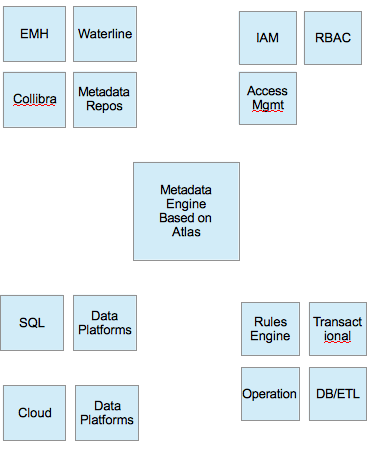 EMH
Waterline
IAM
RBAC
Collibra
Metadata
Repos
Access
Mgmt
Metadata
Engine
Based on
Atlas
SQL
Data
Platforms
Rules
Engine
Transact
ional
Cloud
Data
Platforms
Operation
DB/ETL